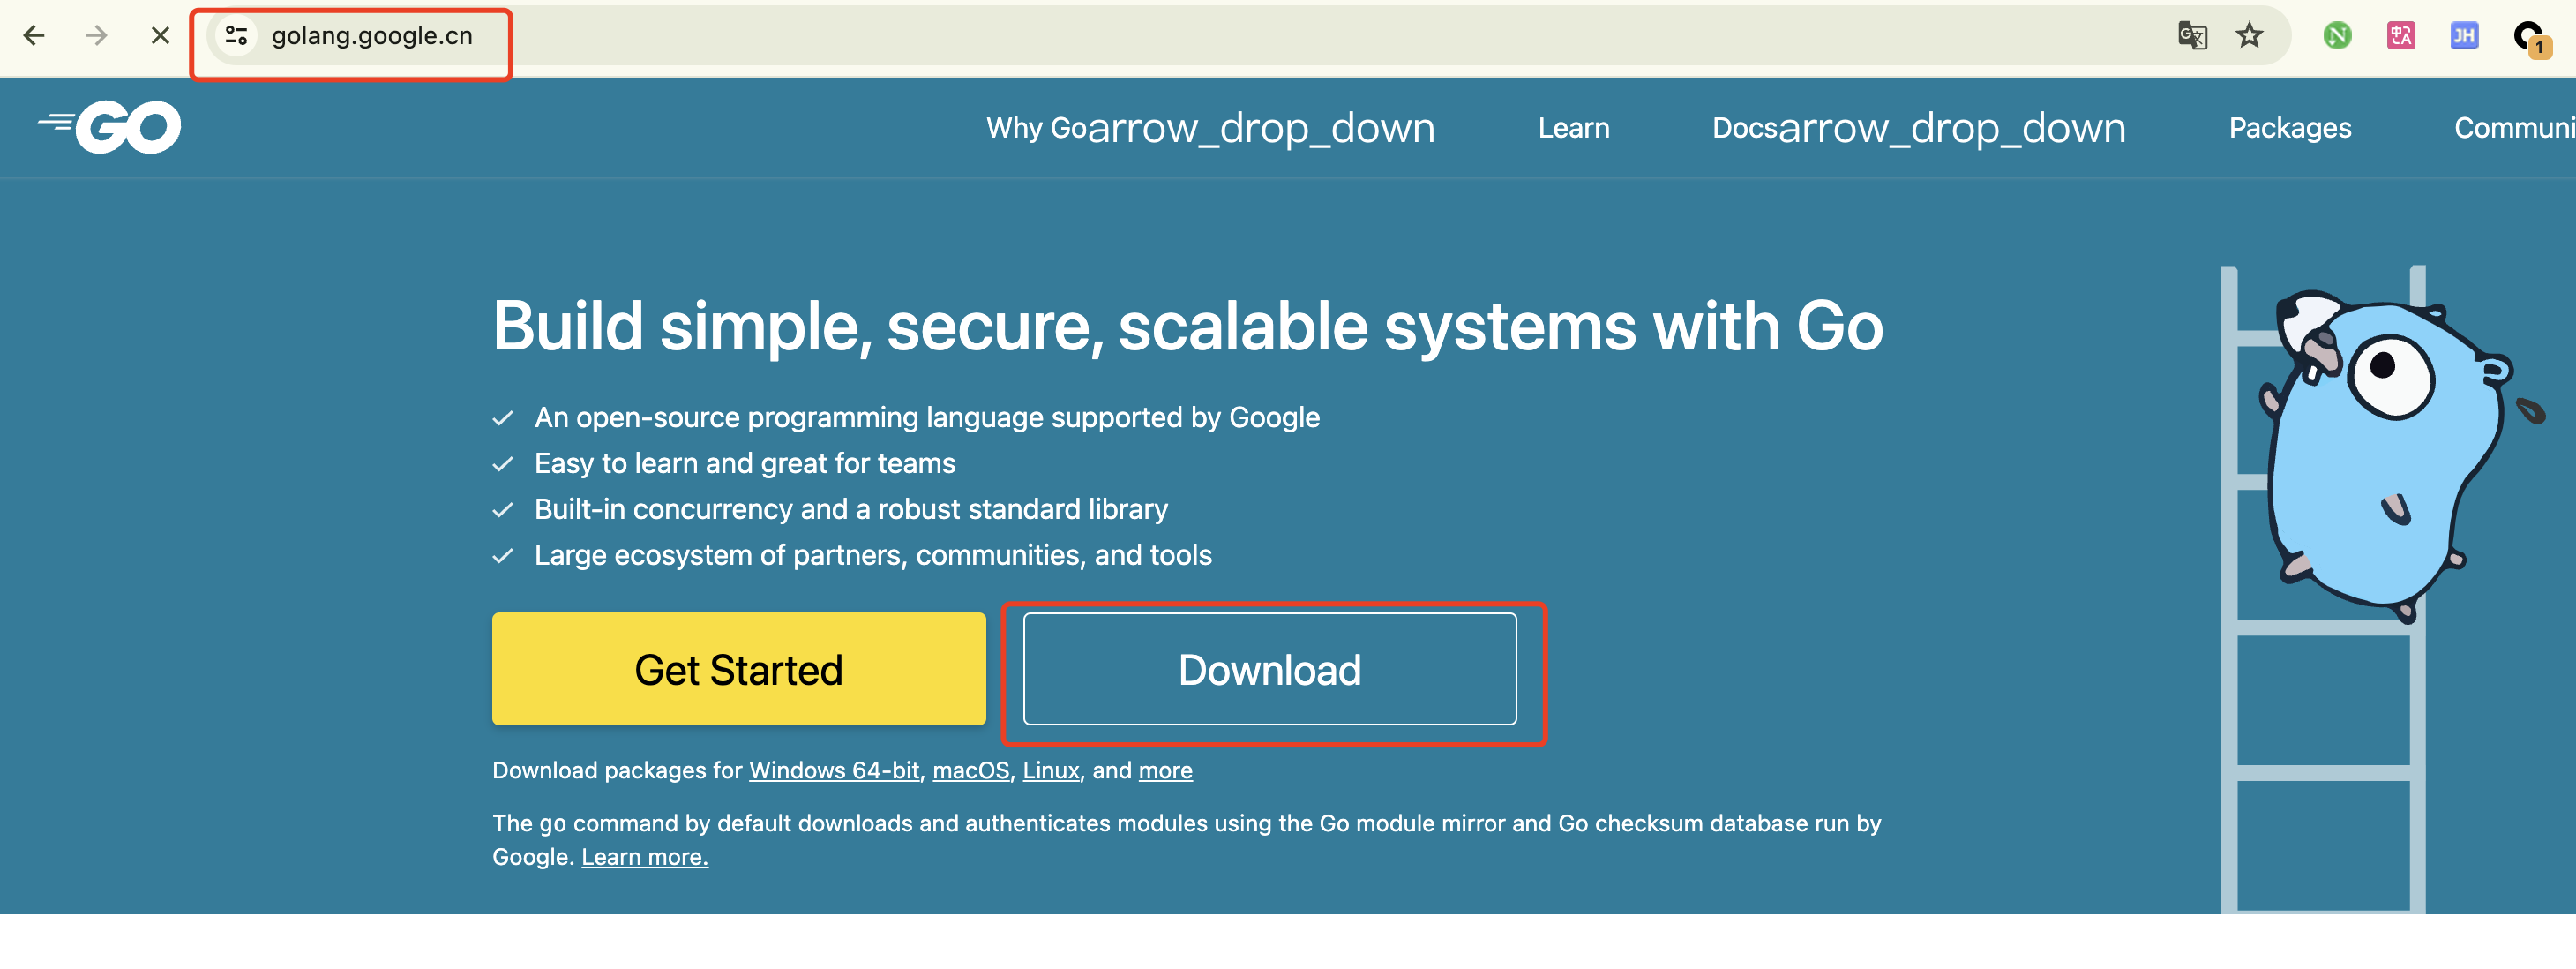 golang.google.cn
JH
1
GO
Why Goarrow_drop_down Learn Docsarrow_drop_down Packages Communi
Build simple, secure, scalable systems with Go
An open-source programming language supported by Google
Easy to learn and great for teams
Built-in concurrency and a robust standard library
Large ecosystem of partners, communities, and tools
Get Started Download
Download packages for Windows 64-bit, macOS, Linux, and more
The go command by default downloads and authenticates modules using the Go module mirror and Go checksum database run by
Google. Learn more.